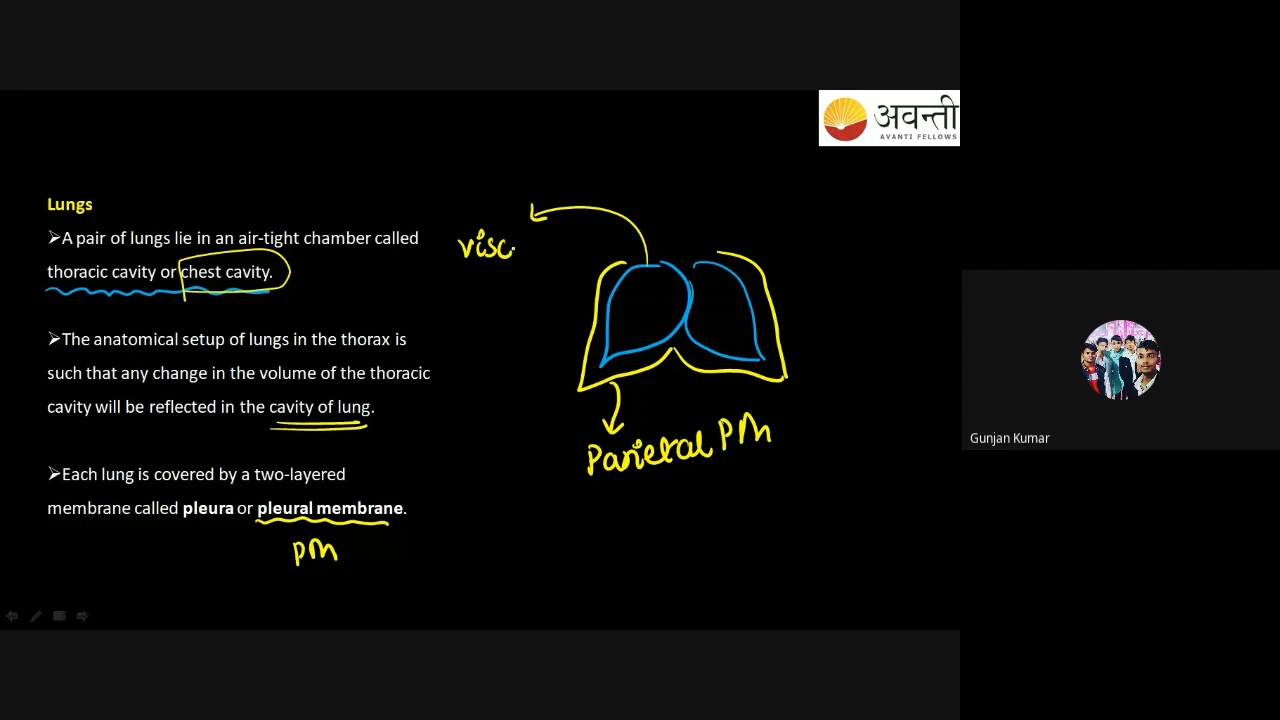 अवन्ती
AVANTI FELLOWS
Lungs
➢A pair of lungs lie in an air-tight chamber called
thoracic cavity or chest cavity.
➢The anatomical setup of lungs in the thorax is
such that any change in the volume of the thoracic
cavity will be reflected in the cavity of lung.
➢Each lung is covered by a two-layered
membrane called pleura or pleural membrane.
PM
visc
Parietal PM
Gunjan Kumar